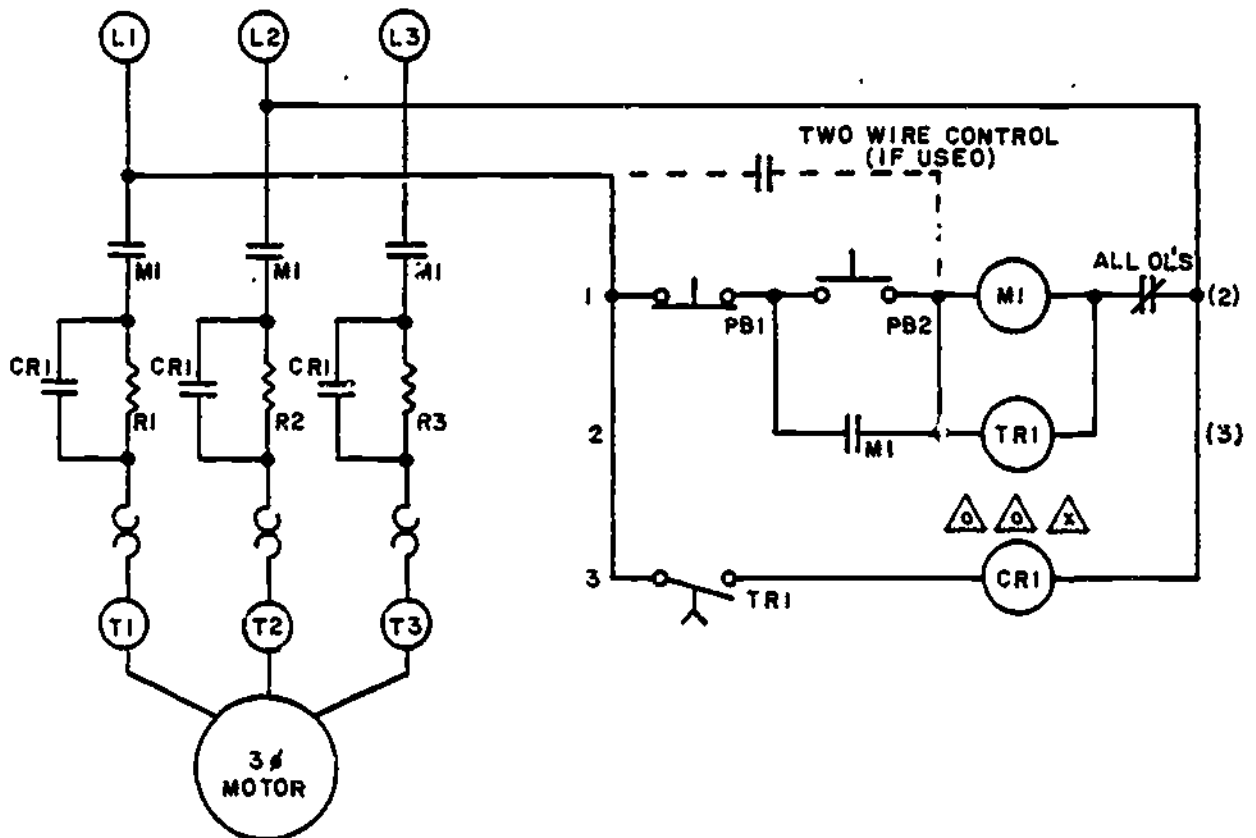 L1 L2 L3
TWO WIRE CONTROL
(IF USED)
M1 M1 M1
ALL OL'S
1 PB1 PB2 M1 (2)
CR1 CR1 CR1
R1 R2 R3
2 M1 TR1 (3)
O O X
3 TR1 CR1
T1 T2 T3
3ø
MOTOR